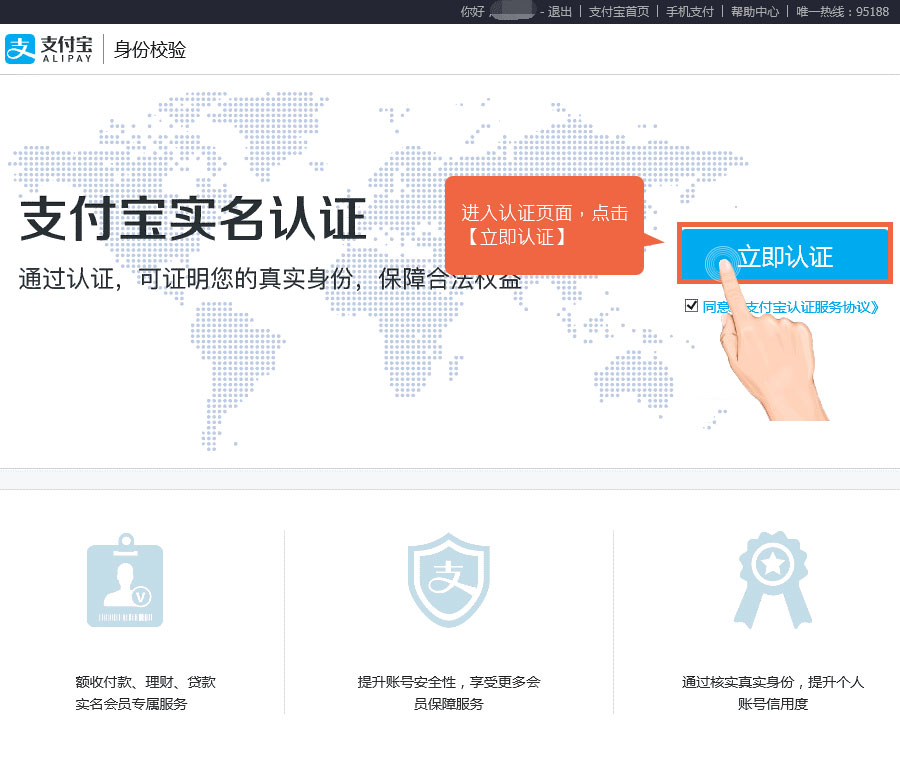 你好， - 退出 | 支付宝首页 | 手机支付 | 帮助中心 | 唯一热线：95188
支付宝
ALIPAY
身份校验
支付宝实名认证
通过认证，可证明您的真实身份，保障合法权益
进入认证页面，点击
【立即认证】
立即认证
同意 支付宝认证服务协议》
额收付款、理财、贷款
实名会员专属服务
提升账号安全性，享受更多会
员保障服务
通过核实真实身份，提升个人
账号信用度